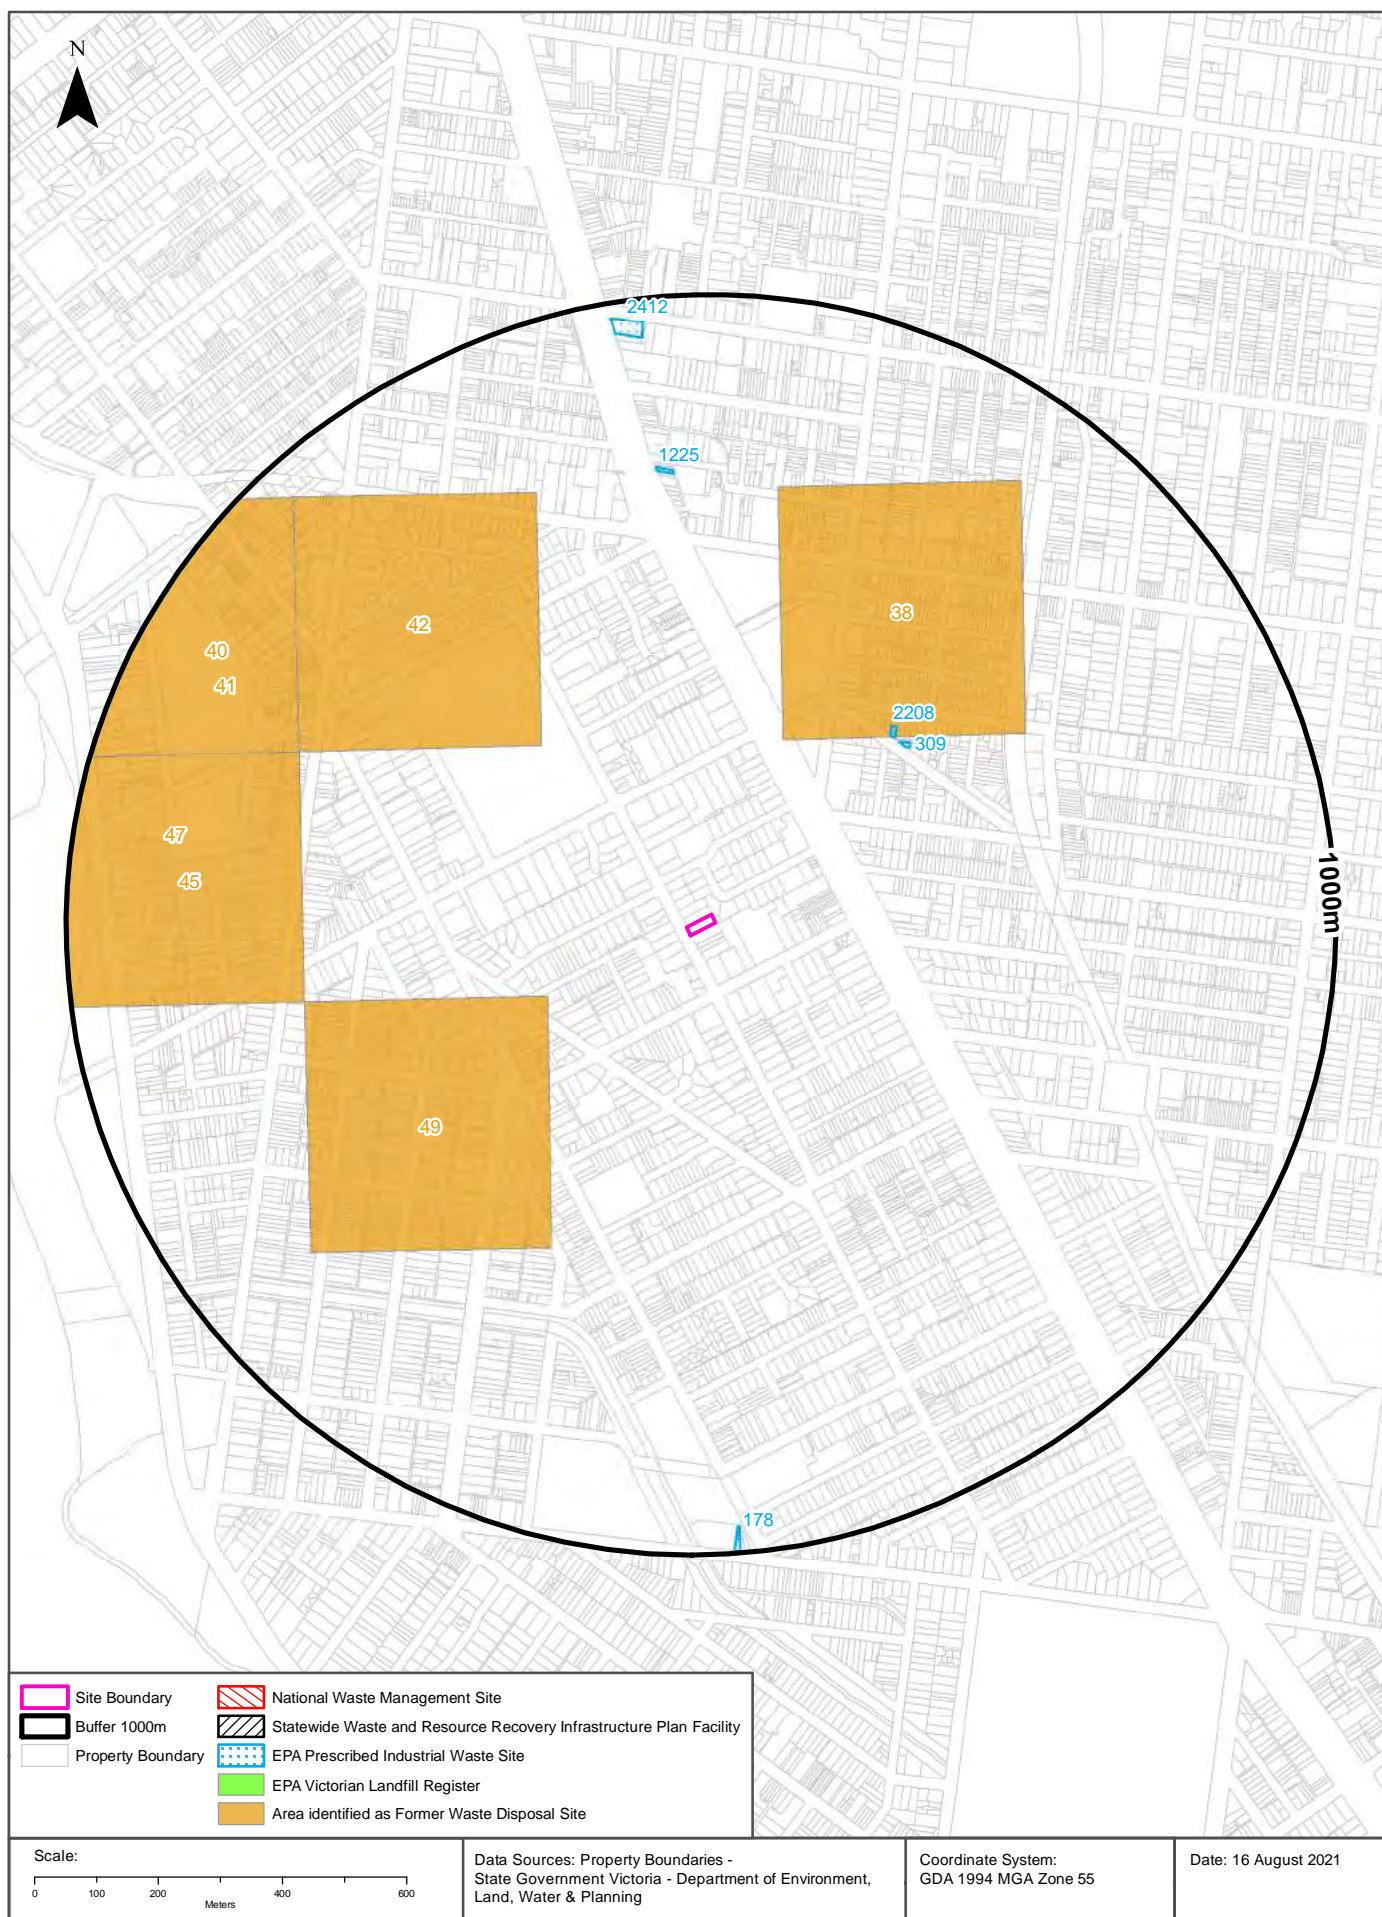 N
2412
1225
38
42
40
41
2208
309
47
45
1000m
49
178
Site Boundary
Buffer 1000m
Property Boundary
National Waste Management Site
Statewide Waste and Resource Recovery Infrastructure Plan Facility
EPA Prescribed Industrial Waste Site
EPA Victorian Landfill Register
Area identified as Former Waste Disposal Site
Scale:
0 100 200 400 600
Meters
Data Sources: Property Boundaries -
State Government Victoria - Department of Environment,
Land, Water & Planning
Coordinate System:
GDA 1994 MGA Zone 55
Date: 16 August 2021